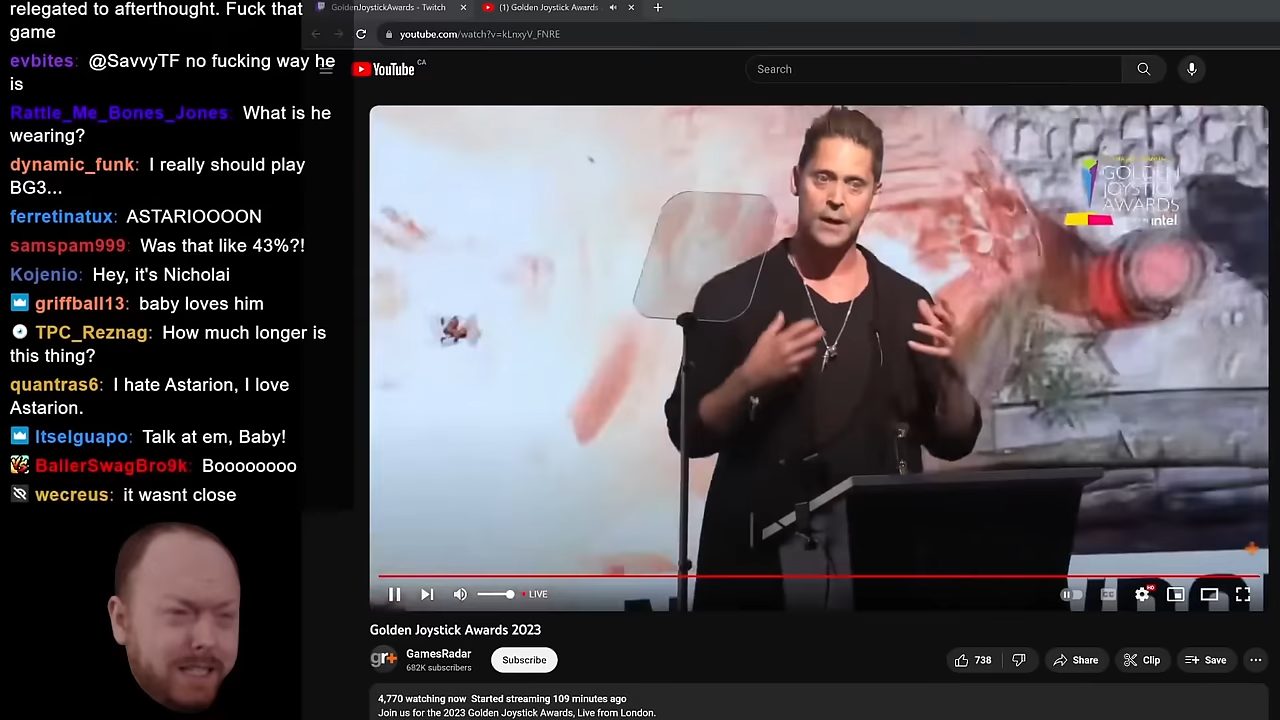 relegated to afterthought. Fuck that
game
evbites: @SavvyTF no fucking way he
is
Rattle_Me_Bones_Jones: What is he
wearing?
dynamic_funk: I really should play
BG3...
ferretinatux: ASTARIOOOON
samspam999: Was that like 43%?!
Kojenio: Hey, it's Nicholai
griffball13: baby loves him
TPC_Reznag: How much longer is
this thing?
quantras6: I hate Astarion, I love
Astarion.
Itselguapo: Talk at em, Baby!
BallerSwagBro9k: Boooooooo
wecreus: it wasnt close
GoldenJoystickAwards - Twitch
(1) Golden Joystick Awards
youtube.com/watch?v=kLnxyV_FNRE
YouTube CA
Search
GOLDEN
JOYSTICK
AWARDS
intel
LIVE
HD
Golden Joystick Awards 2023
gr+
GamesRadar
682K subscribers
Subscribe
738
Share
Clip
Save
4,770 watching now Started streaming 109 minutes ago
Join us for the 2023 Golden Joystick Awards, Live from London.